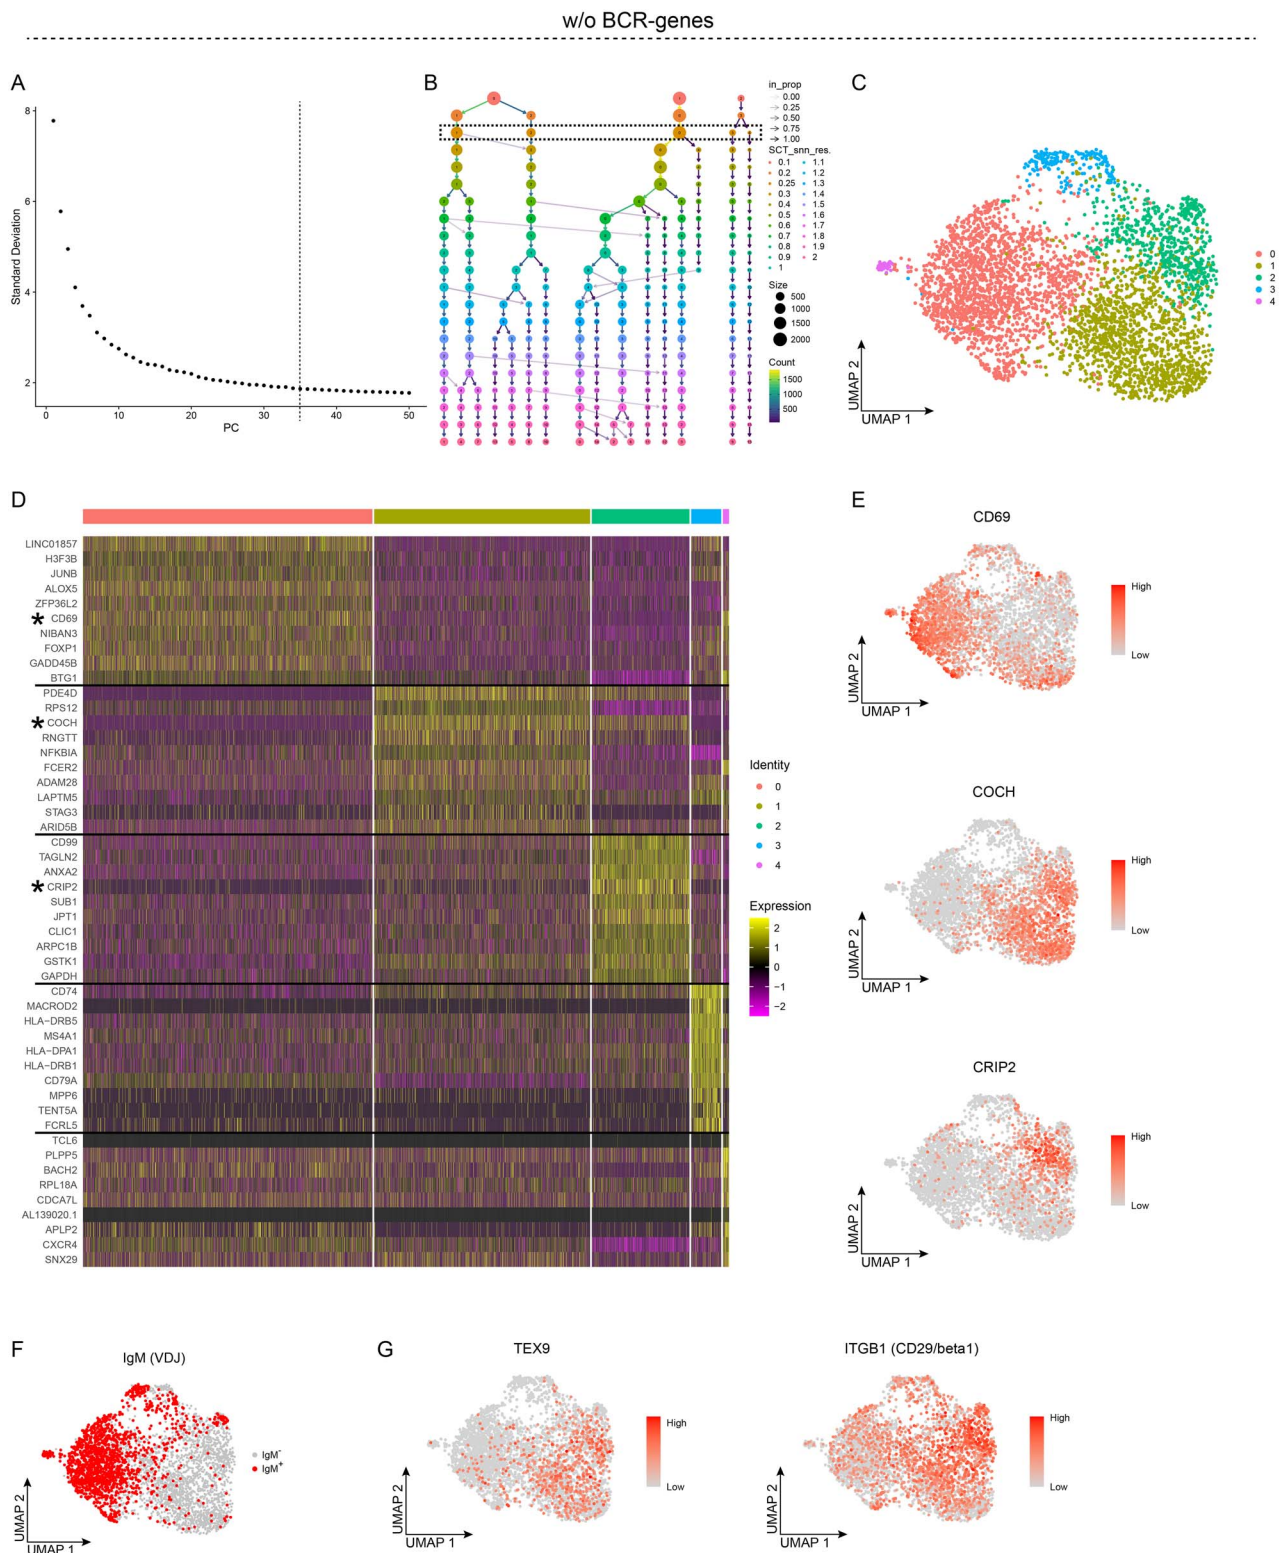 w/o BCR-genes
A
8
6
4
2
Standard Deviation
0
10
20
30
40
50
PC
B
in_prop
0.00
0.25
0.50
0.75
1.00
SCT_snn_res.
0.1 1.1
0.2 1.2
0.25 1.3
0.3 1.4
0.4 1.5
0.5 1.6
0.6 1.7
0.7 1.8
0.8 1.9
0.9 2
1
Size
500
1000
1500
2000
Count
1500
1000
500
C
0
1
2
3
4
UMAP 2
UMAP 1
D
LINC01857
H3F3B
JUNB
ALOX5
ZFP36L2
* CD69
NIBAN3
FOXP1
GADD45B
BTG1
PDE4D
RPS12
* COCH
RNGTT
NFKBIA
FCER2
ADAM28
LAPTM5
STAG3
ARID5B
CD99
TAGLN2
ANXA2
* CRIP2
SUB1
JPT1
CLIC1
ARPC1B
GSTK1
GAPDH
CD74
MACROD2
HLA−DRB5
MS4A1
HLA−DPA1
HLA−DRB1
CD79A
MPP6
TENT5A
FCRL5
TCL6
PLPP5
BACH2
RPL18A
CDCA7L
AL139020.1
APLP2
CXCR4
SNX29
Identity
0
1
2
3
4
Expression
2
1
0
−1
−2
E
CD69
High
Low
UMAP 2
UMAP 1
COCH
High
Low
UMAP 2
UMAP 1
CRIP2
High
Low
UMAP 2
UMAP 1
F
IgM (VDJ)
IgM-
IgM+
UMAP 2
UMAP 1
G
TEX9
High
Low
UMAP 2
UMAP 1
ITGB1 (CD29/beta1)
High
Low
UMAP 2
UMAP 1